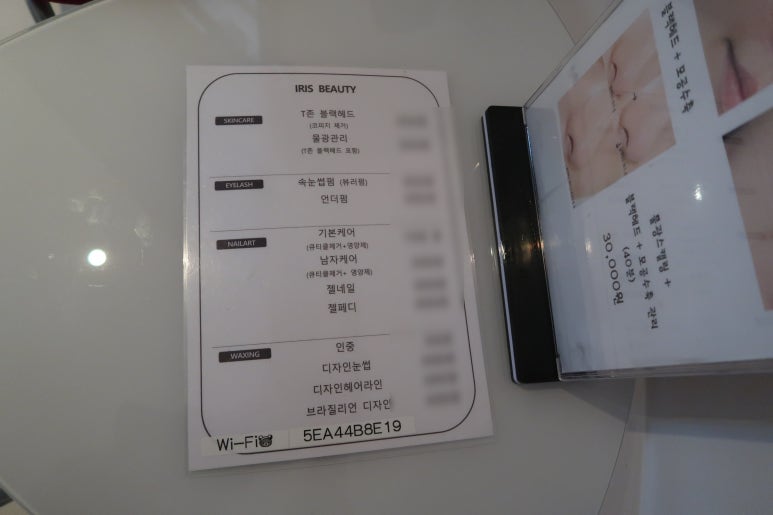 IRIS BEAUTY
SKINCARE
T존 블랙헤드
(코피지 제거)
물광관리
(T존 블랙헤드 포함)
EYELASH
속눈썹펌 (뷰러펌)
언더펌
NAILART
기본케어
(큐티클제거+영양제)
남자케어
(큐티클제거+ 영양제)
젤네일
젤페디
WAXING
인중
디자인눈썹
디자인헤어라인
브라질리언 디자인
Wi-Fi 5EA44B8E19
블랙헤드 + 모공수축
물광스케링 +
블랙헤드 + 모공수축 관리
(40분)
30,000원